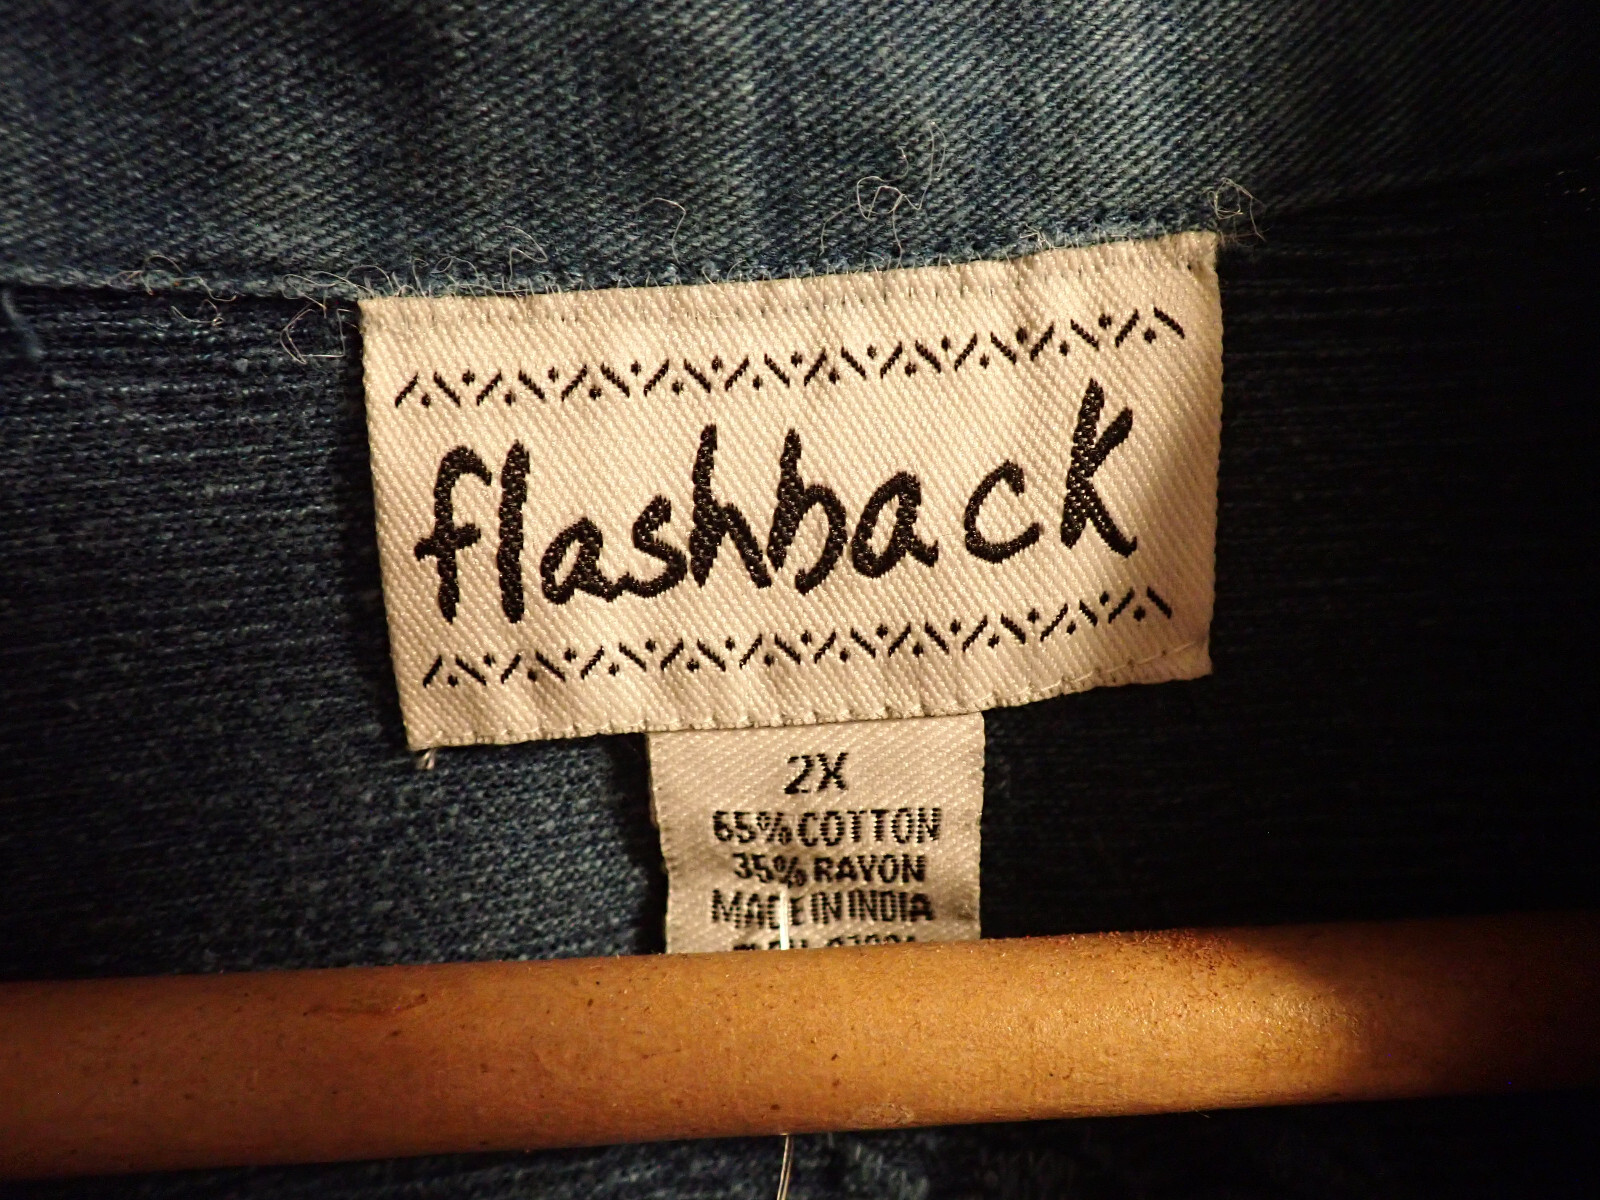 flashback
2X
65% COTTON
35% RAYON
MADE IN INDIA